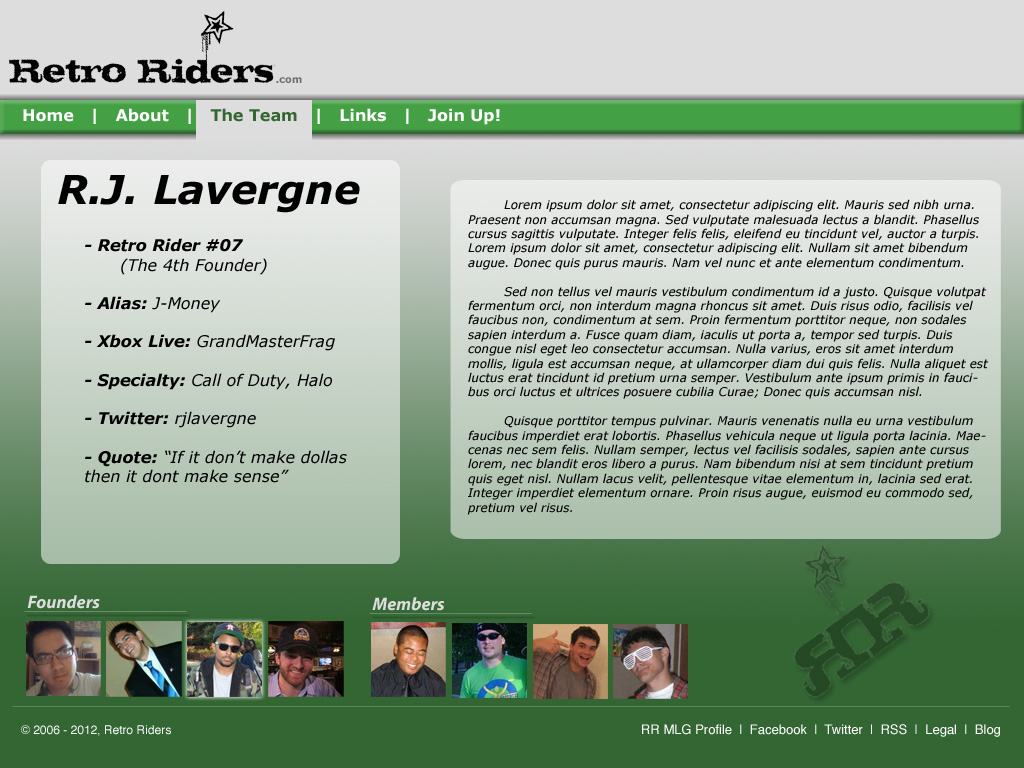 Retro Riders.com
Home | About | The Team | Links | Join Up!
R.J. Lavergne
- Retro Rider #07
(The 4th Founder)
- Alias: J-Money
- Xbox Live: GrandMasterFrag
- Specialty: Call of Duty, Halo
- Twitter: rjlavergne
- Quote: “If it don’t make dollas
then it dont make sense”
Lorem ipsum dolor sit amet, consectetur adipiscing elit. Mauris sed nibh urna.
Praesent non accumsan magna. Sed vulputate malesuada lectus a blandit. Phasellus
cursus sagittis vulputate. Integer felis felis, eleifend eu tincidunt vel, auctor a turpis.
Lorem ipsum dolor sit amet, consectetur adipiscing elit. Nullam sit amet bibendum
augue. Donec quis purus mauris. Nam vel nunc et ante elementum condimentum.
Sed non tellus vel mauris vestibulum condimentum id a justo. Quisque volutpat
fermentum orci, non interdum magna rhoncus sit amet. Duis risus odio, facilisis vel
faucibus non, condimentum at sem. Proin fermentum porttitor neque, non sodales
sapien interdum a. Fusce quam diam, iaculis ut porta a, tempor sed turpis. Duis
congue nisl eget leo consectetur accumsan. Nulla varius, eros sit amet interdum
mollis, ligula est accumsan neque, at ullamcorper diam dui quis felis. Nulla aliquet est
luctus erat tincidunt id pretium urna semper. Vestibulum ante ipsum primis in fauci-
bus orci luctus et ultrices posuere cubilia Curae; Donec quis accumsan nisl.
Quisque porttitor tempus pulvinar. Mauris venenatis nulla eu urna vestibulum
faucibus imperdiet erat lobortis. Phasellus vehicula neque ut ligula porta lacinia. Mae-
cenas nec sem felis. Nullam semper, lectus vel facilisis sodales, sapien ante cursus
lorem, nec blandit eros libero a purus. Nam bibendum nisi at sem tincidunt pretium
quis eget nisl. Nullam lacus velit, pellentesque vitae elementum in, lacinia sed erat.
Integer imperdiet elementum ornare. Proin risus augue, euismod eu commodo sed,
pretium vel risus.
Founders
Members
© 2006 - 2012, Retro Riders
RR MLG Profile | Facebook | Twitter | RSS | Legal | Blog